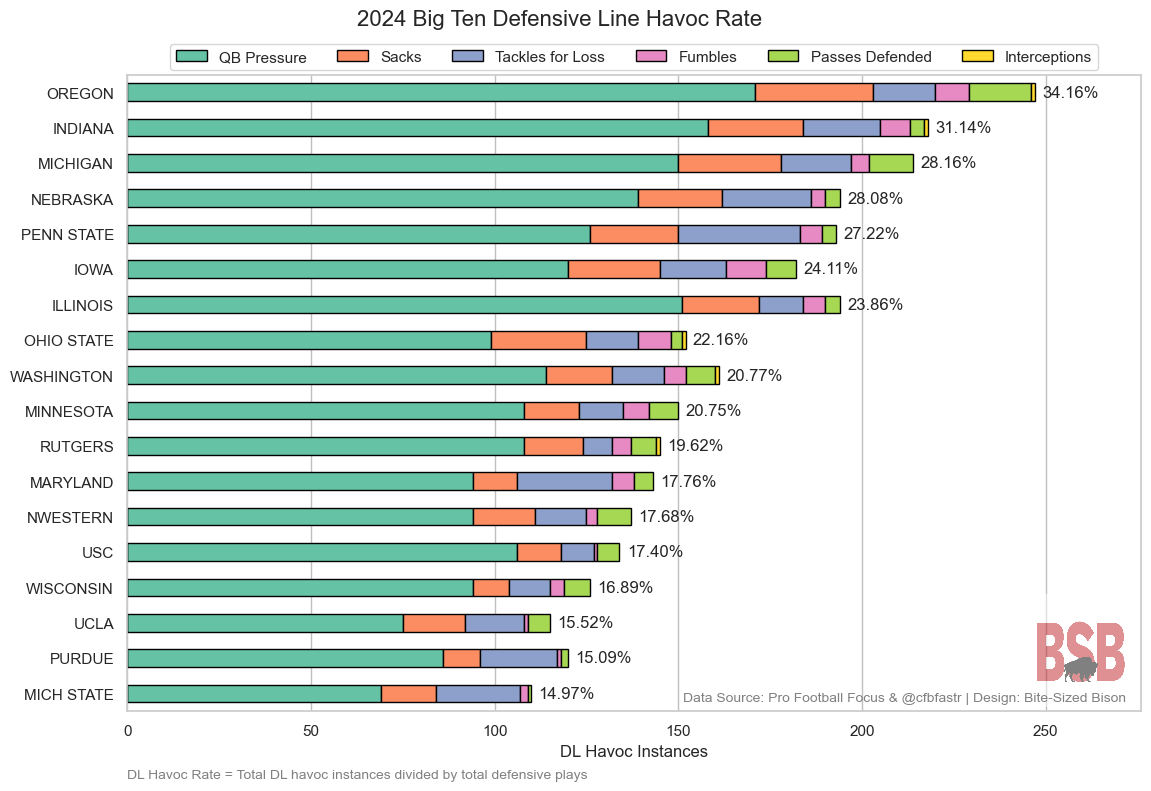 2024 Big Ten Defensive Line Havoc Rate
QB Pressure Sacks Tackles for Loss Fumbles Passes Defended Interceptions
OREGON 34.16%
INDIANA 31.14%
MICHIGAN 28.16%
NEBRASKA 28.08%
PENN STATE 27.22%
IOWA 24.11%
ILLINOIS 23.86%
OHIO STATE 22.16%
WASHINGTON 20.77%
MINNESOTA 20.75%
RUTGERS 19.62%
MARYLAND 17.76%
NWESTERN 17.68%
USC 17.40%
WISCONSIN 16.89%
UCLA 15.52%
PURDUE 15.09%
BSB
MICH STATE 14.97%
Data Source: Pro Football Focus & @cfbfastr | Design: Bite-Sized Bison
0 50 100 150 200 250
DL Havoc Instances
DL Havoc Rate = Total DL havoc instances divided by total defensive plays